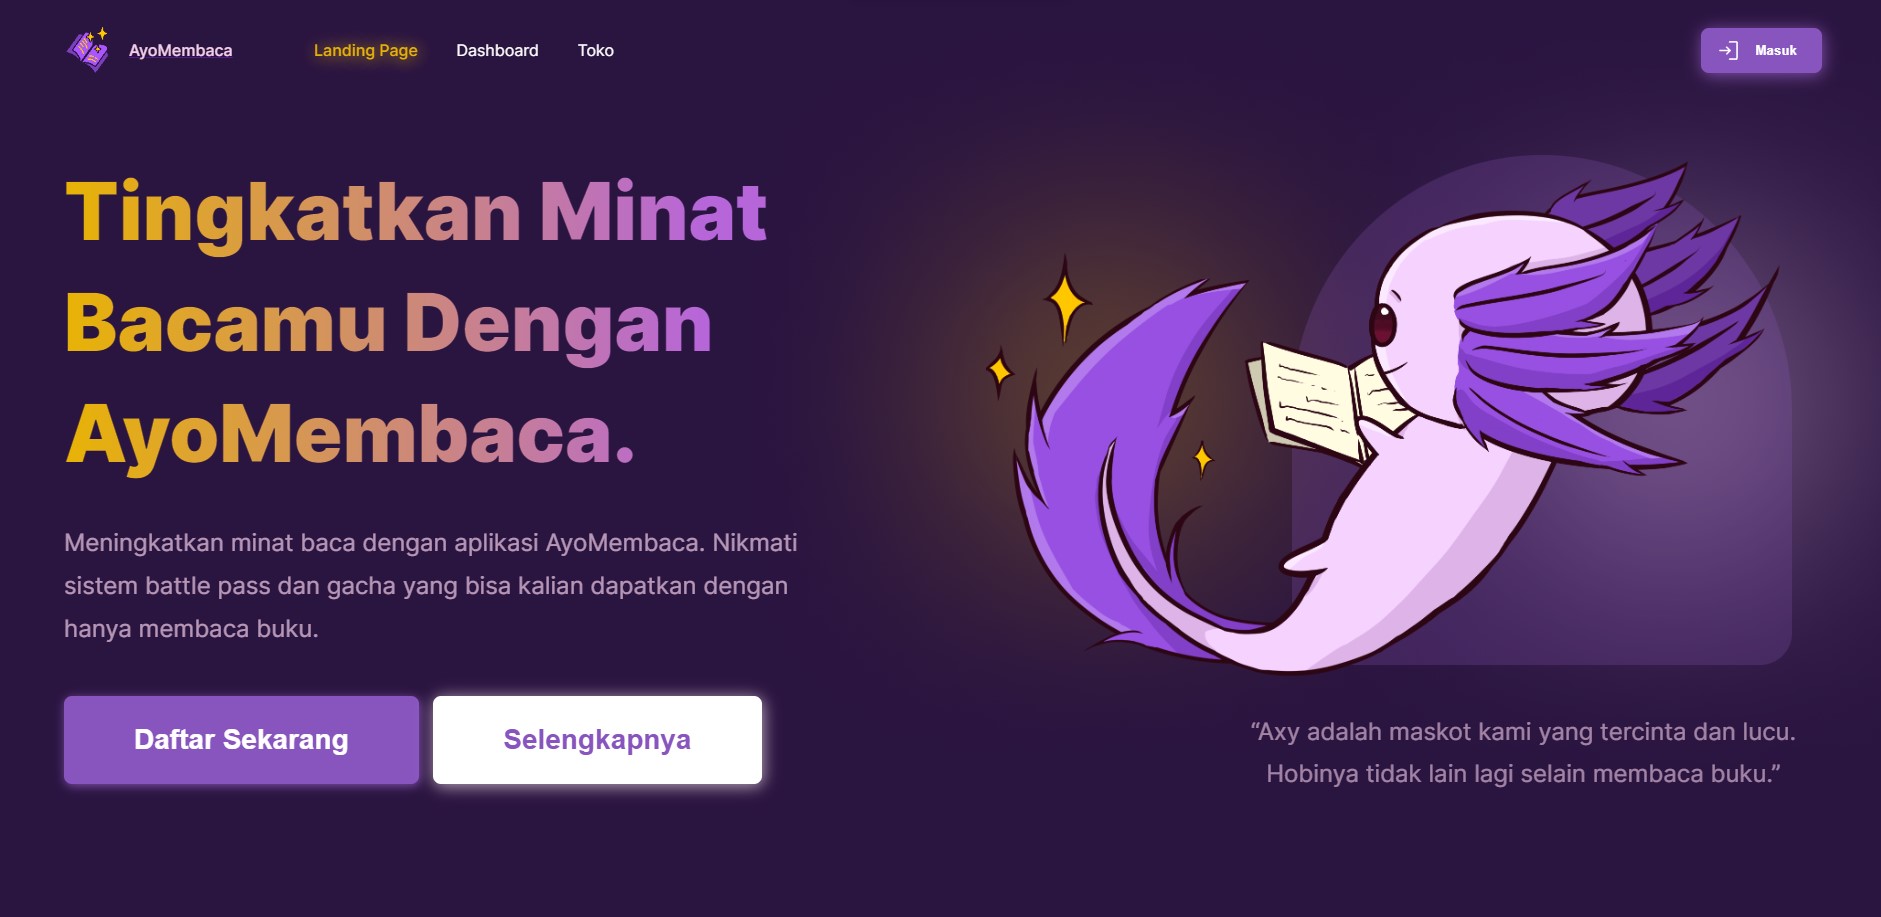 AyoMembaca
Landing Page
Dashboard
Toko
Masuk
Tingkatkan Minat
Bacamu Dengan
AyoMembaca.
Meningkatkan minat baca dengan aplikasi AyoMembaca. Nikmati
sistem battle pass dan gacha yang bisa kalian dapatkan dengan
hanya membaca buku.
Daftar Sekarang
Selengkapnya
“Axy adalah maskot kami yang tercinta dan lucu.
Hobinya tidak lain lagi selain membaca buku.”